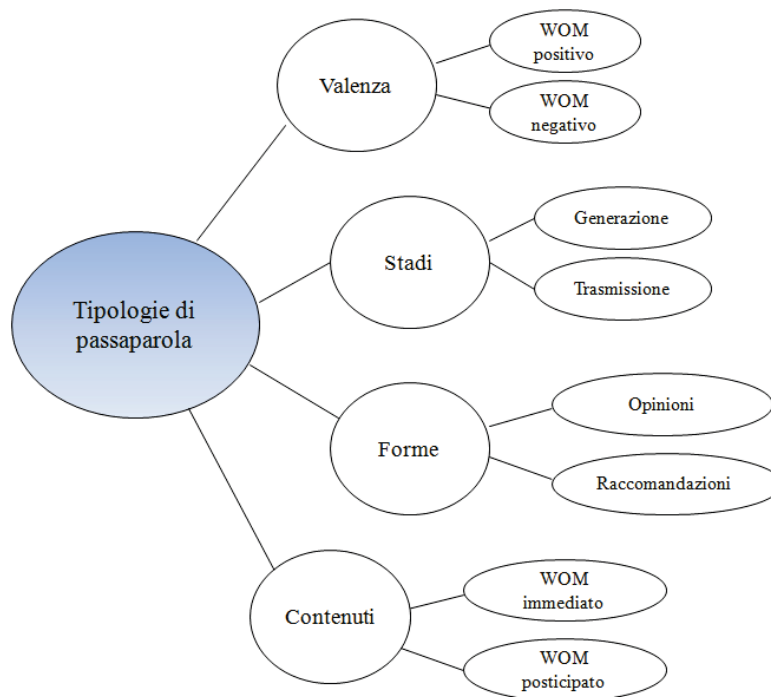 Tipologie di
passaparola
Valenza
WOM
positivo
WOM
negativo
Stadi
Generazione
Trasmissione
Forme
Opinioni
Raccomandazioni
Contenuti
WOM
immediato
WOM
posticipato